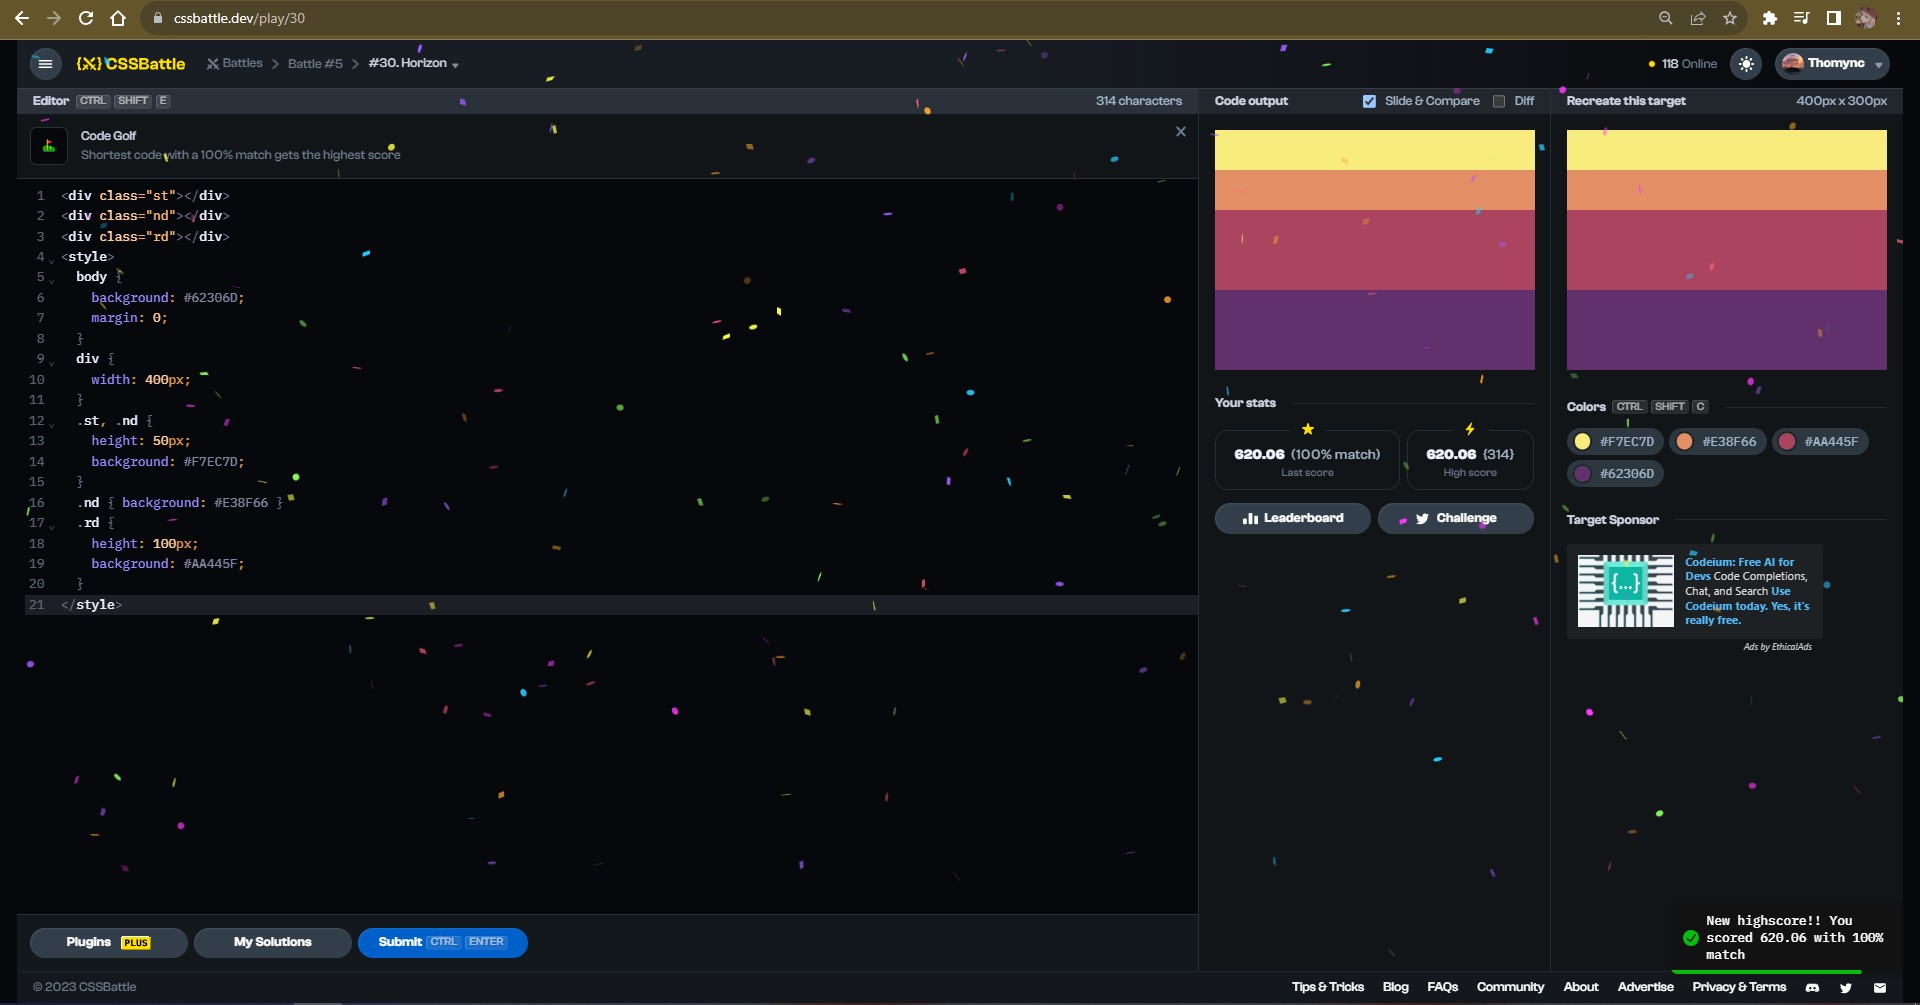 cssbattle.dev/play/30
CSSBattle Battles Battle #5 #30. Horizon 118 Online Thomync
Editor CTRL SHIFT E 314 characters
Code output Slide & Compare Diff
Recreate this target 400px x 300px
Code Golf
Shortest code with a 100% match gets the highest score
1 <div class="st"></div>
2 <div class="nd"></div>
3 <div class="rd"></div>
4 <style>
5 body {
6 background: #62306D;
7 margin: 0;
8 }
9 div {
10 width: 400px;
11 }
12 .st, .nd {
13 height: 50px;
14 background: #F7EC7D;
15 }
16 .nd { background: #E38F66 }
17 .rd {
18 height: 100px;
19 background: #AA445F;
20 }
21 </style>
Your stats
620.06 (100% match)
Last score
620.06 {314}
High score
Leaderboard Challenge
Colors CTRL SHIFT C
#F7EC7D #E38F66 #AA445F
#62306D
Target Sponsor
{...}
Codeium: Free AI for
Devs Code Completions,
Chat, and Search Use
Codeium today. Yes, it's
really free.
Ads by EthicalAds
Plugins PLUS My Solutions Submit CTRL ENTER
New highscore!! You
scored 620.06 with 100%
match
© 2023 CSSBattle
Tips & Tricks Blog FAQs Community About Advertise Privacy & Terms